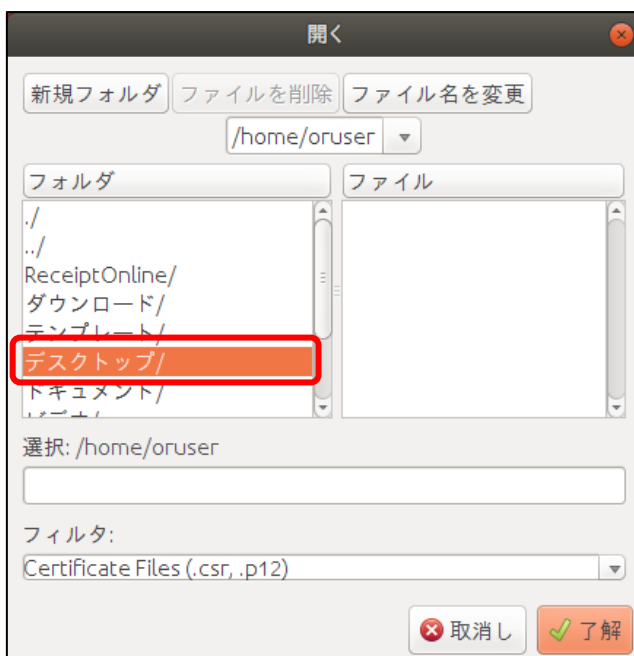 開く
新規フォルダ ファイルを削除 ファイル名を変更
/home/oruser
フォルダ ファイル
./
../
ReceiptOnline/
ダウンロード/
テンプレート/
デスクトップ/
ドキュメント/
ビデオ/
選択: /home/oruser
フィルタ:
Certificate Files (.csr, .p12)
取消し 了解